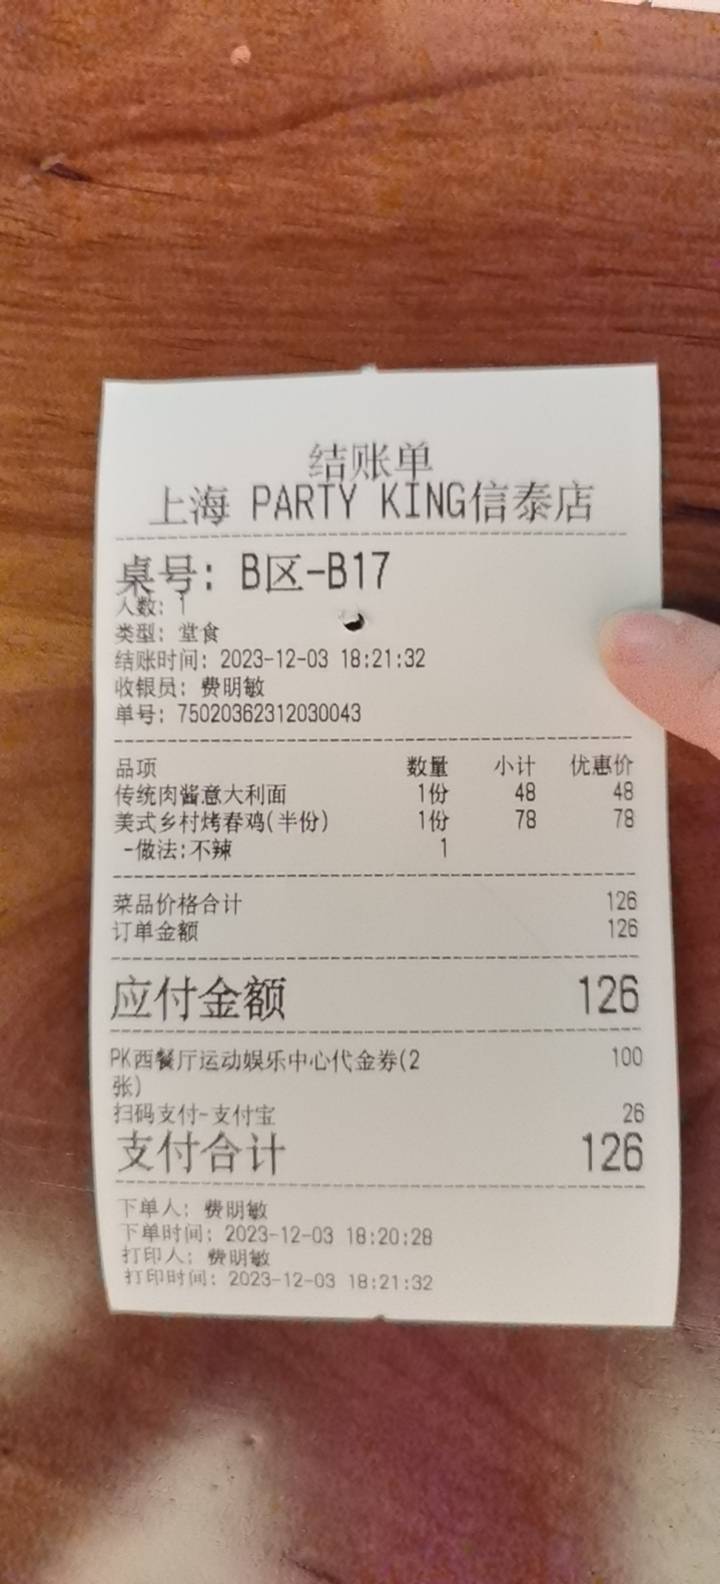 结账单
上海 PARTY KING信泰店
桌号: B区-B17
人数: 1
类型: 堂食
结账时间: 2023-12-03 18:21:32
收银员: 费明敏
单号: 75020362312030043
品项 数量 小计 优惠价
传统肉酱意大利面 1份 48 48
美式乡村烤春鸡(半份) 1份 78 78
-做法:不辣 1
菜品价格合计 126
订单金额 126
应付金额 126
PK西餐厅运动娱乐中心代金券(2 100
张)
扫码支付-支付宝 26
支付合计 126
下单人: 费明敏
下单时间: 2023-12-03 18:20:28
打印人: 费明敏
打印时间: 2023-12-03 18:21:32